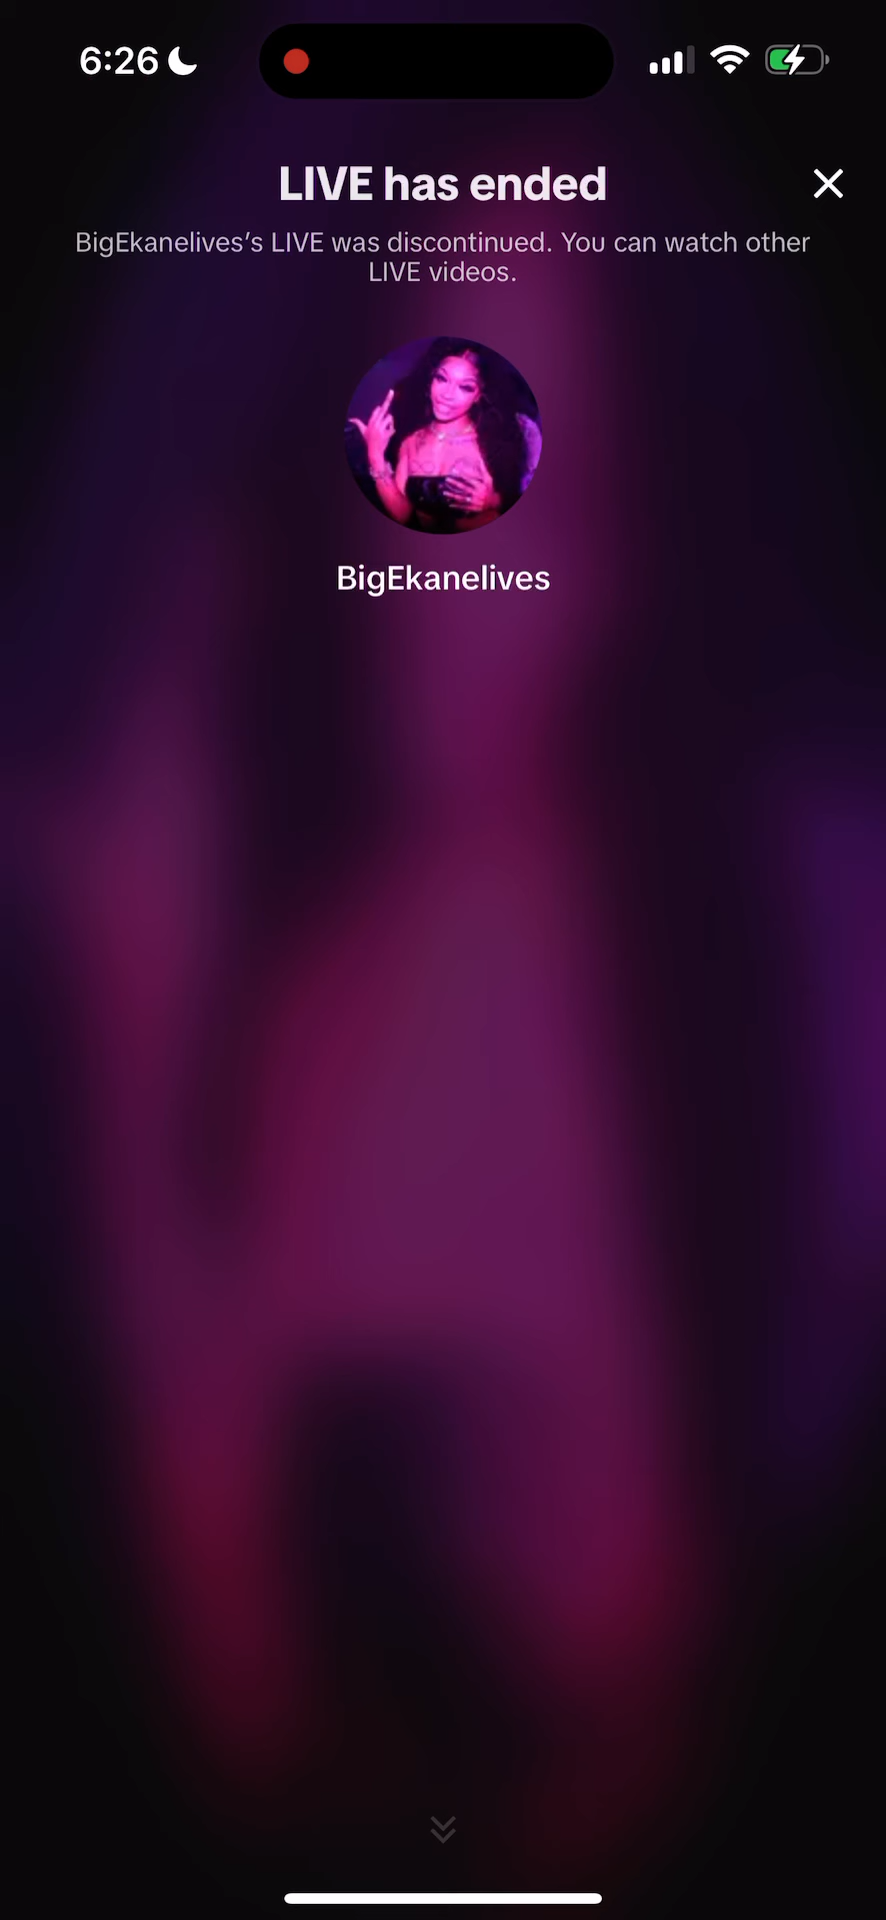 6:26
LIVE has ended
BigEkanelives’s LIVE was discontinued. You can watch other
LIVE videos.
BigEkanelives